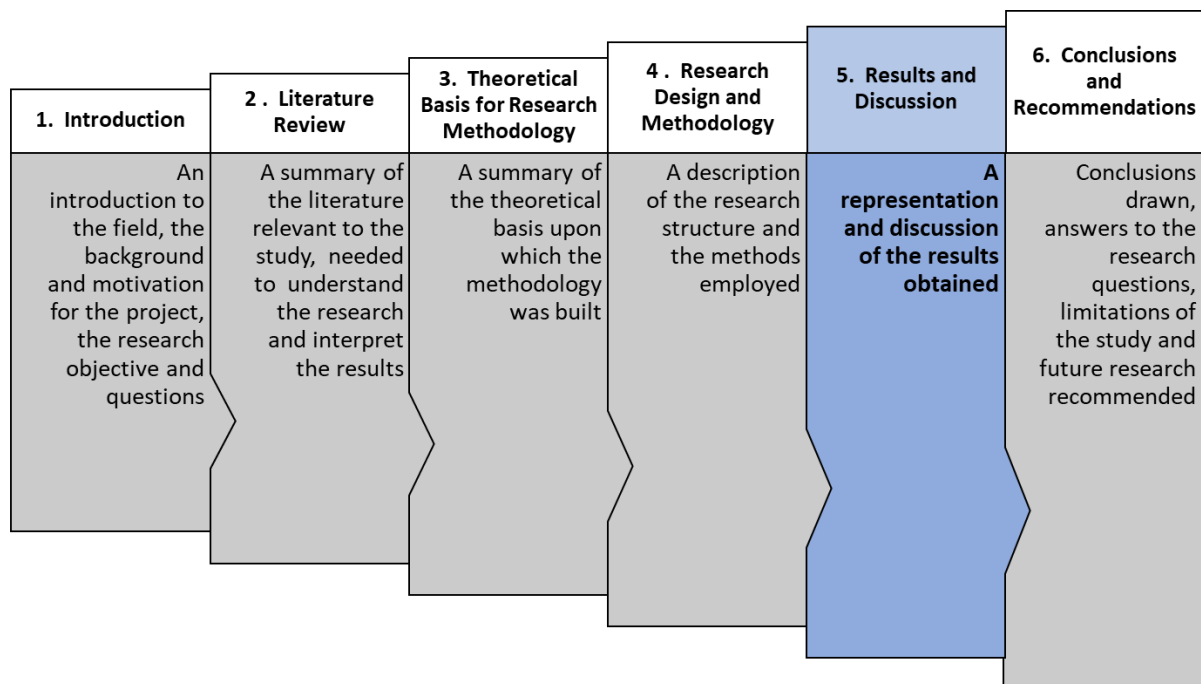 1. Introduction
An
introduction to
the field, the
background
and motivation
for the project,
the research
objective and
questions
2 . Literature
Review
A summary of
the literature
relevant to the
study, needed
to understand
the research
and interpret
the results
3. Theoretical
Basis for Research
Methodology
A summary of
the theoretical
basis upon
which the
methodology
was built
4 . Research
Design and
Methodology
A description
of the research
structure and
the methods
employed
5. Results and
Discussion
A
representation
and discussion
of the results
obtained
6. Conclusions
and
Recommendations
Conclusions
drawn,
answers to the
research
questions,
limitations of
the study and
future research
recommended